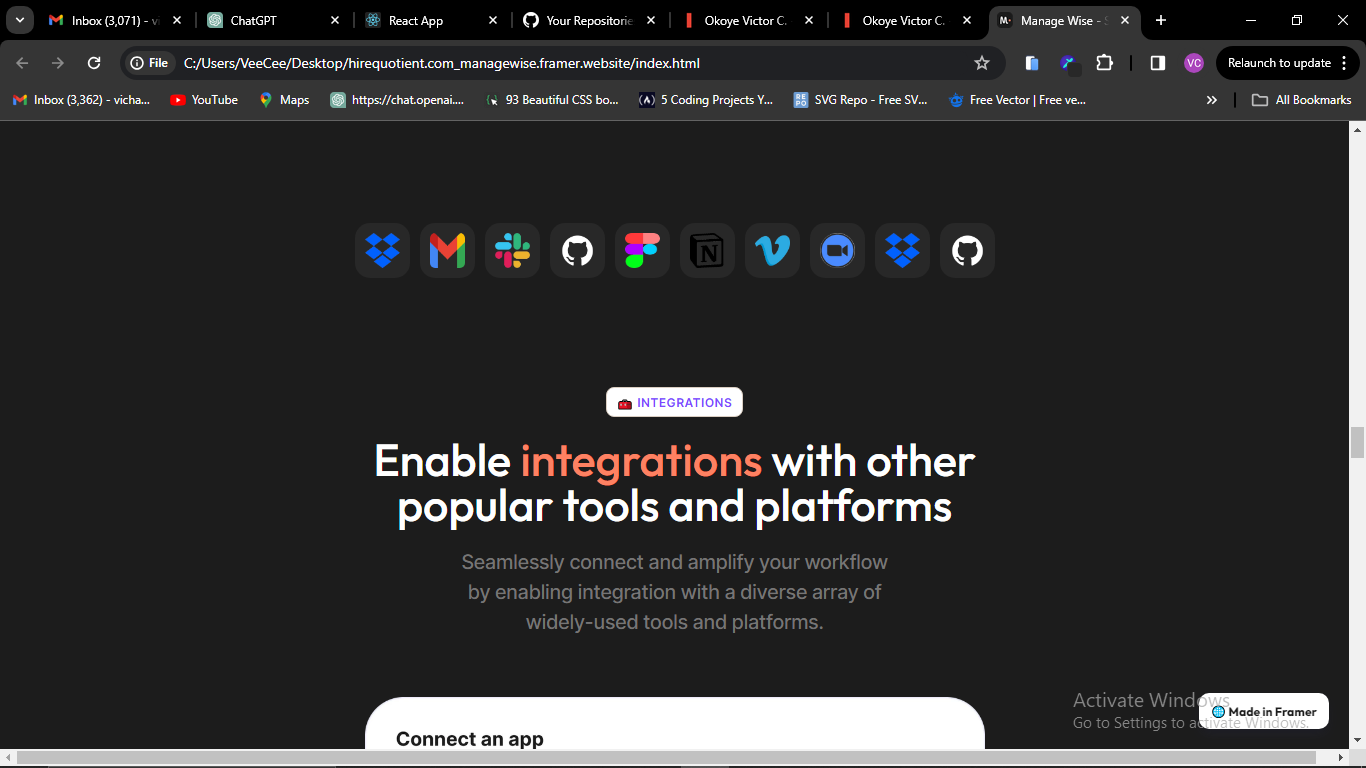 Inbox (3,071) - vi
ChatGPT
React App
Your Repositorie
Okoye Victor C.
Okoye Victor C.
Manage Wise - S
File
C:/Users/VeeCee/Desktop/hirequotient.com_managewise.framer.website/index.html
VC
Relaunch to update
Inbox (3,362) - vicha...
YouTube
Maps
https://chat.openai....
93 Beautiful CSS bo...
5 Coding Projects Y...
SVG Repo - Free SV...
Free Vector | Free ve...
All Bookmarks
INTEGRATIONS
Enable integrations with other
popular tools and platforms
Seamlessly connect and amplify your workflow
by enabling integration with a diverse array of
widely-used tools and platforms.
Connect an app
Activate Windows
Go to Settings to activate Windows.
Made in Framer